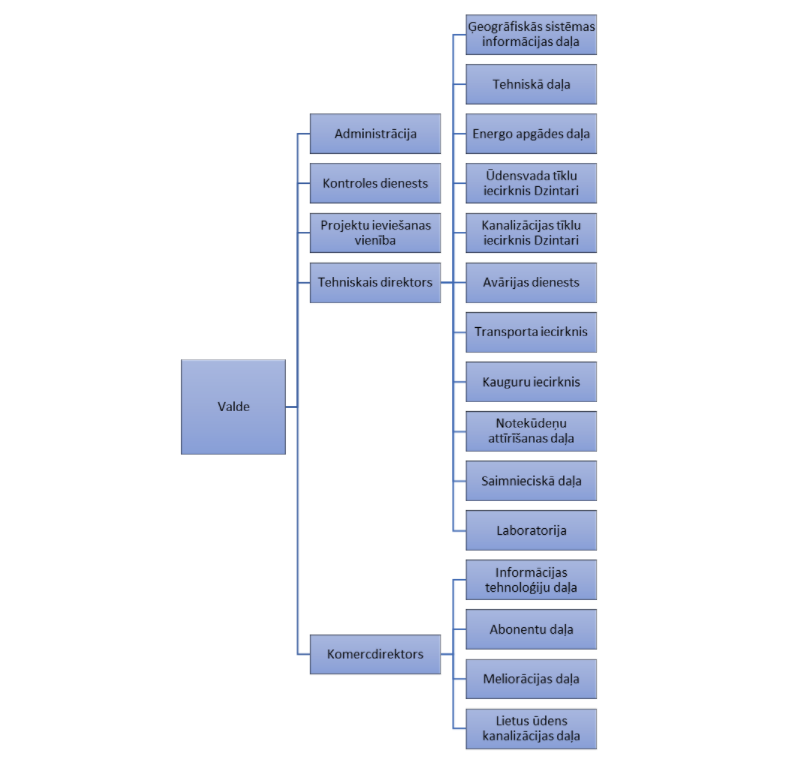 Valde
Administrācija
Kontroles dienests
Projektu ieviešanas
vienība
Tehniskais direktors
Ģeogrāfiskās sistēmas
informācijas daļa
Tehniskā daļa
Energo apgādes daļa
Ūdensvada tīklu
iecirknis Dzintari
Kanalizācijas tīklu
iecirknis Dzintari
Avārijas dienests
Transporta iecirknis
Kauguru iecirknis
Notekūdeņu
attīrīšanas daļa
Saimnieciskā daļa
Laboratorija
Komercdirektors
Informācijas
tehnoloģiju daļa
Abonentu daļa
Meliorācijas daļa
Lietus ūdens
kanalizācijas daļa